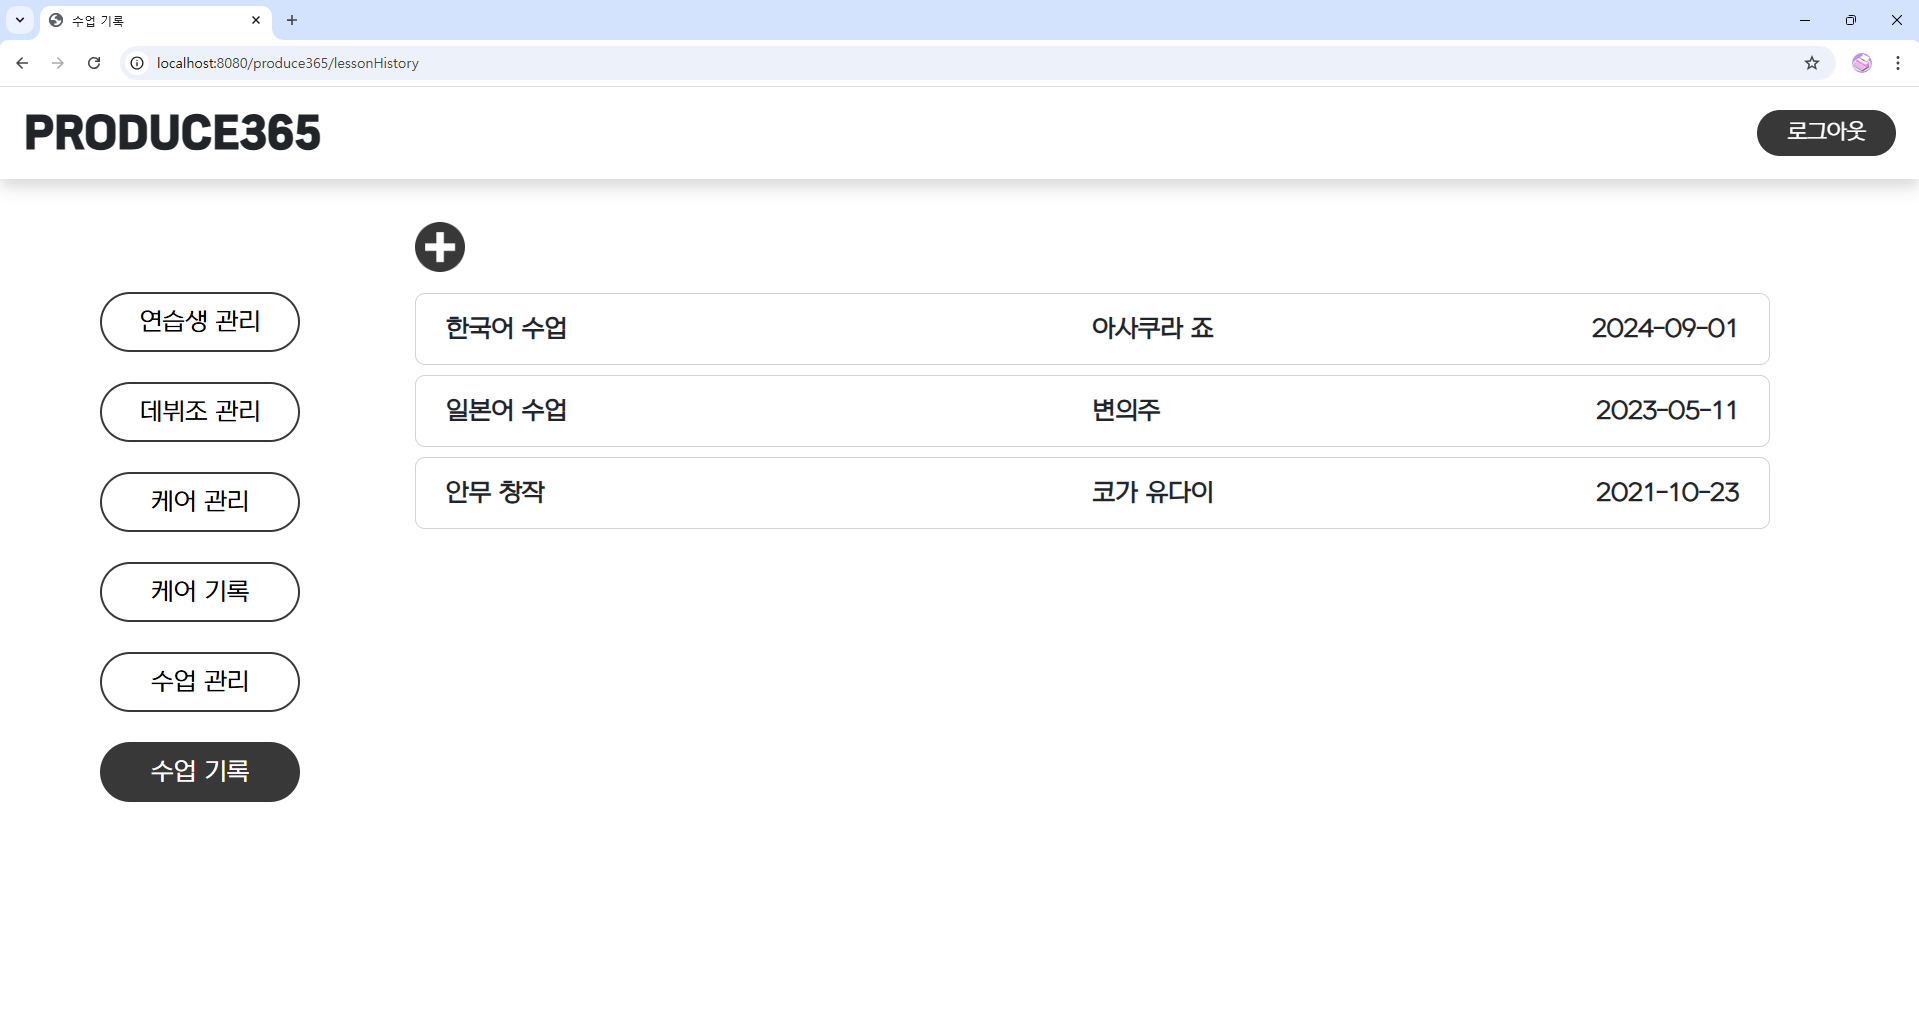 수업 기록
localhost:8080/produce365/lessonHistory
PRODUCE365
로그아웃
연습생 관리
데뷔조 관리
케어 관리
케어 기록
수업 관리
수업 기록
한국어 수업 아사쿠라 죠 2024-09-01
일본어 수업 변의주 2023-05-11
안무 창작 코가 유다이 2021-10-23